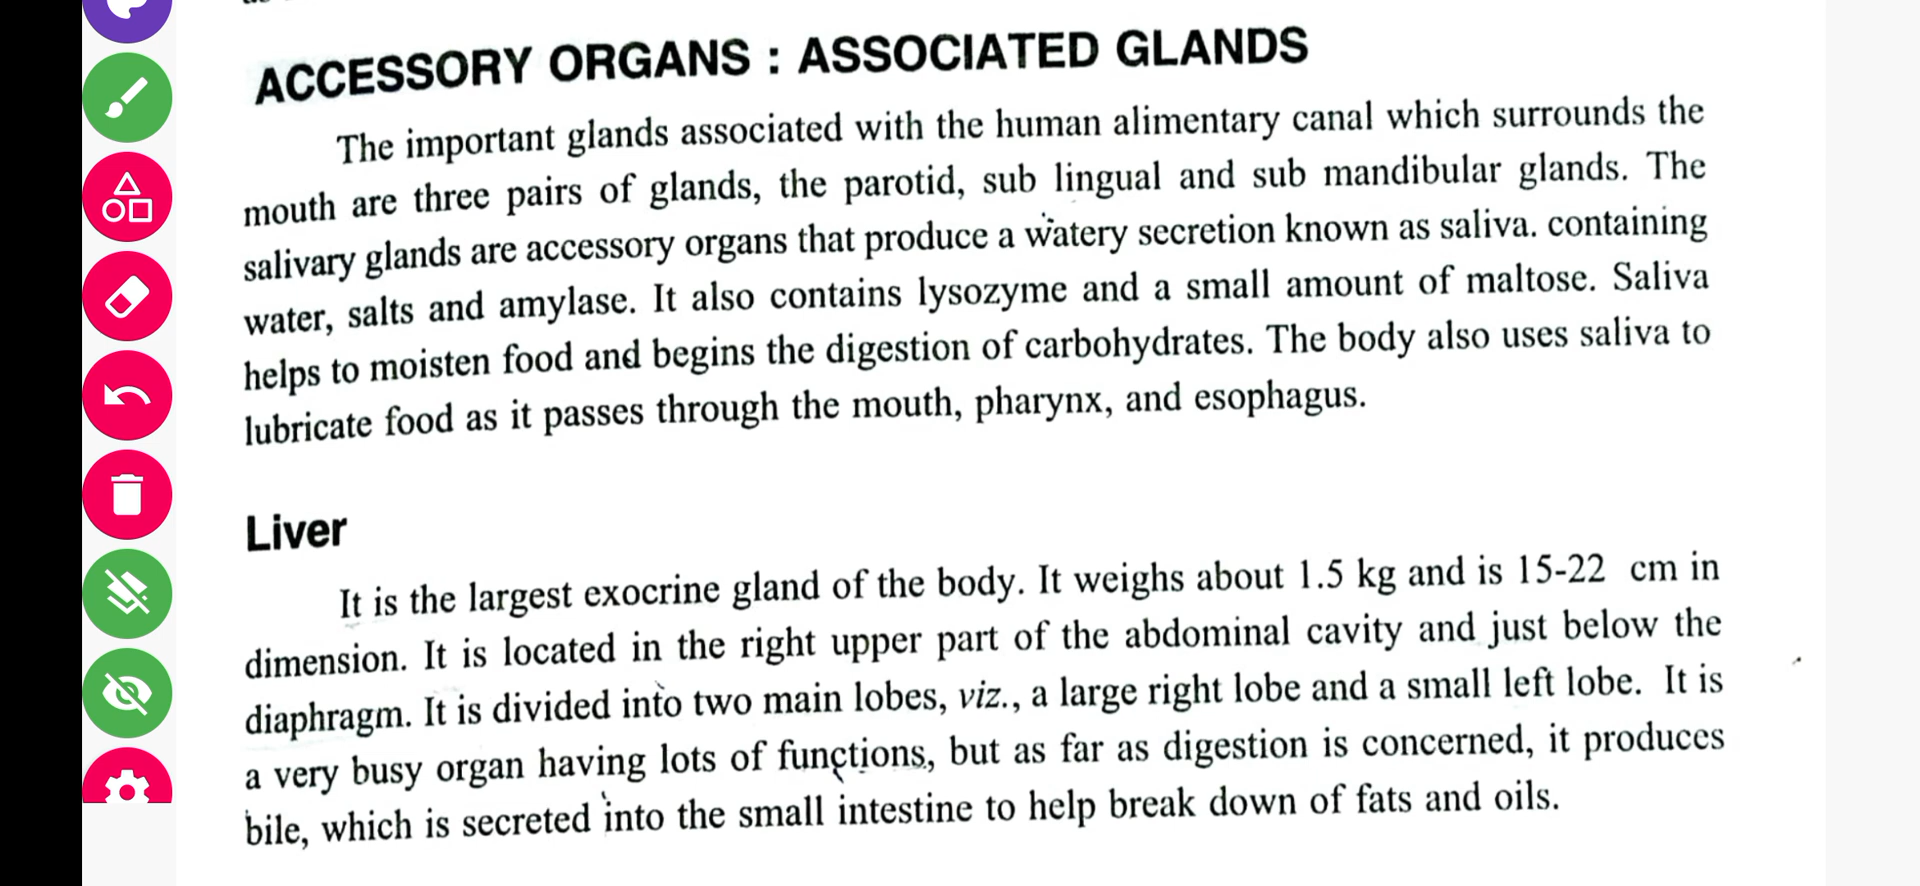 ACCESSORY ORGANS : ASSOCIATED GLANDS
The important glands associated with the human alimentary canal which surrounds the
mouth are three pairs of glands, the parotid, sub lingual and sub mandibular glands. The
salivary glands are accessory organs that produce a watery secretion known as saliva. containing
water, salts and amylase. It also contains lysozyme and a small amount of maltose. Saliva
helps to moisten food and begins the digestion of carbohydrates. The body also uses saliva to
lubricate food as it passes through the mouth, pharynx, and esophagus.
Liver
It is the largest exocrine gland of the body. It weighs about 1.5 kg and is 15-22 cm in
dimension. It is located in the right upper part of the abdominal cavity and just below the
diaphragm. It is divided into two main lobes, viz., a large right lobe and a small left lobe. It is
a very busy organ having lots of functions, but as far as digestion is concerned, it produces
bile, which is secreted into the small intestine to help break down of fats and oils.